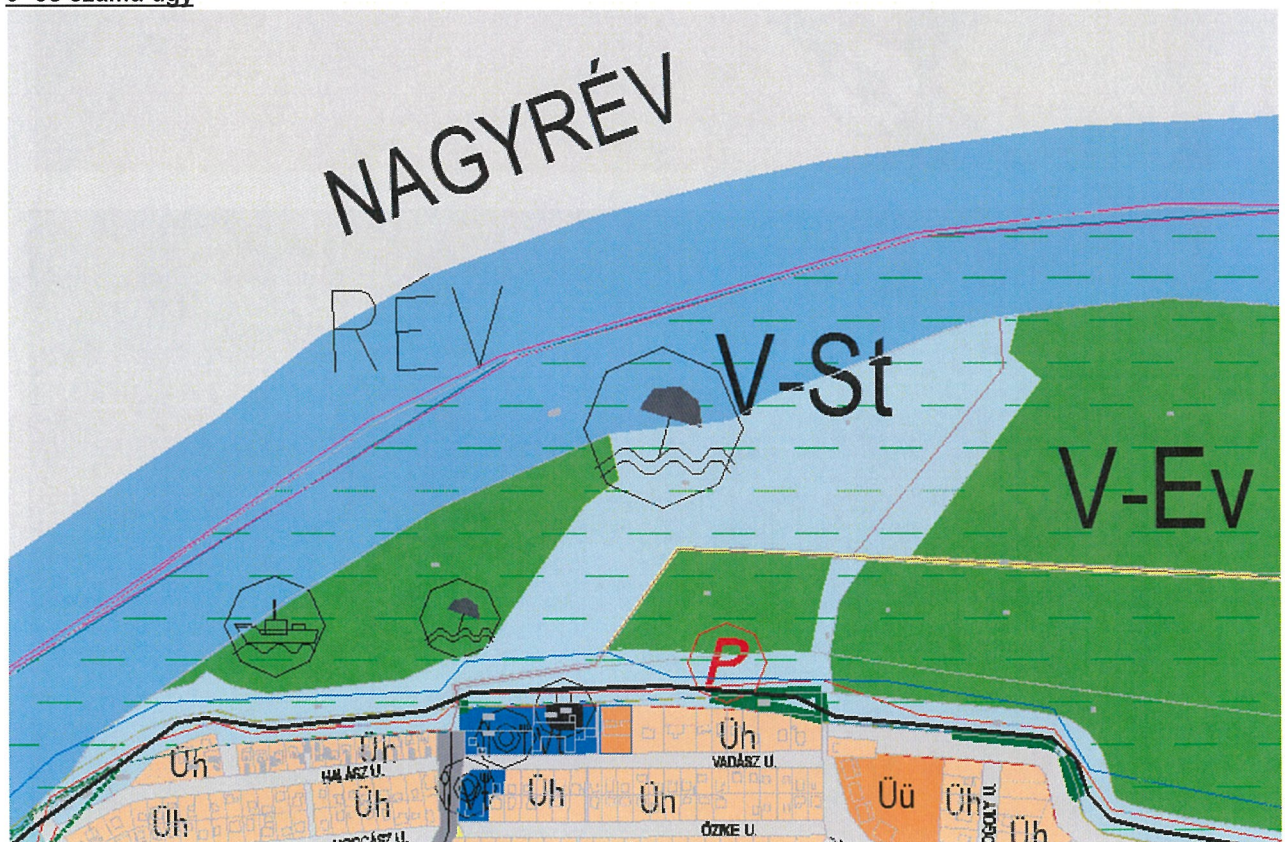 NAGYRÉV
RÉV
V-St
V-Ev
P
Üh
Üh
Üh
VADÁSZ U.
HALÁSZ U.
Üh
Üh
Üh
Üü
Üh
Üh
Üh
ŐZIKE U.